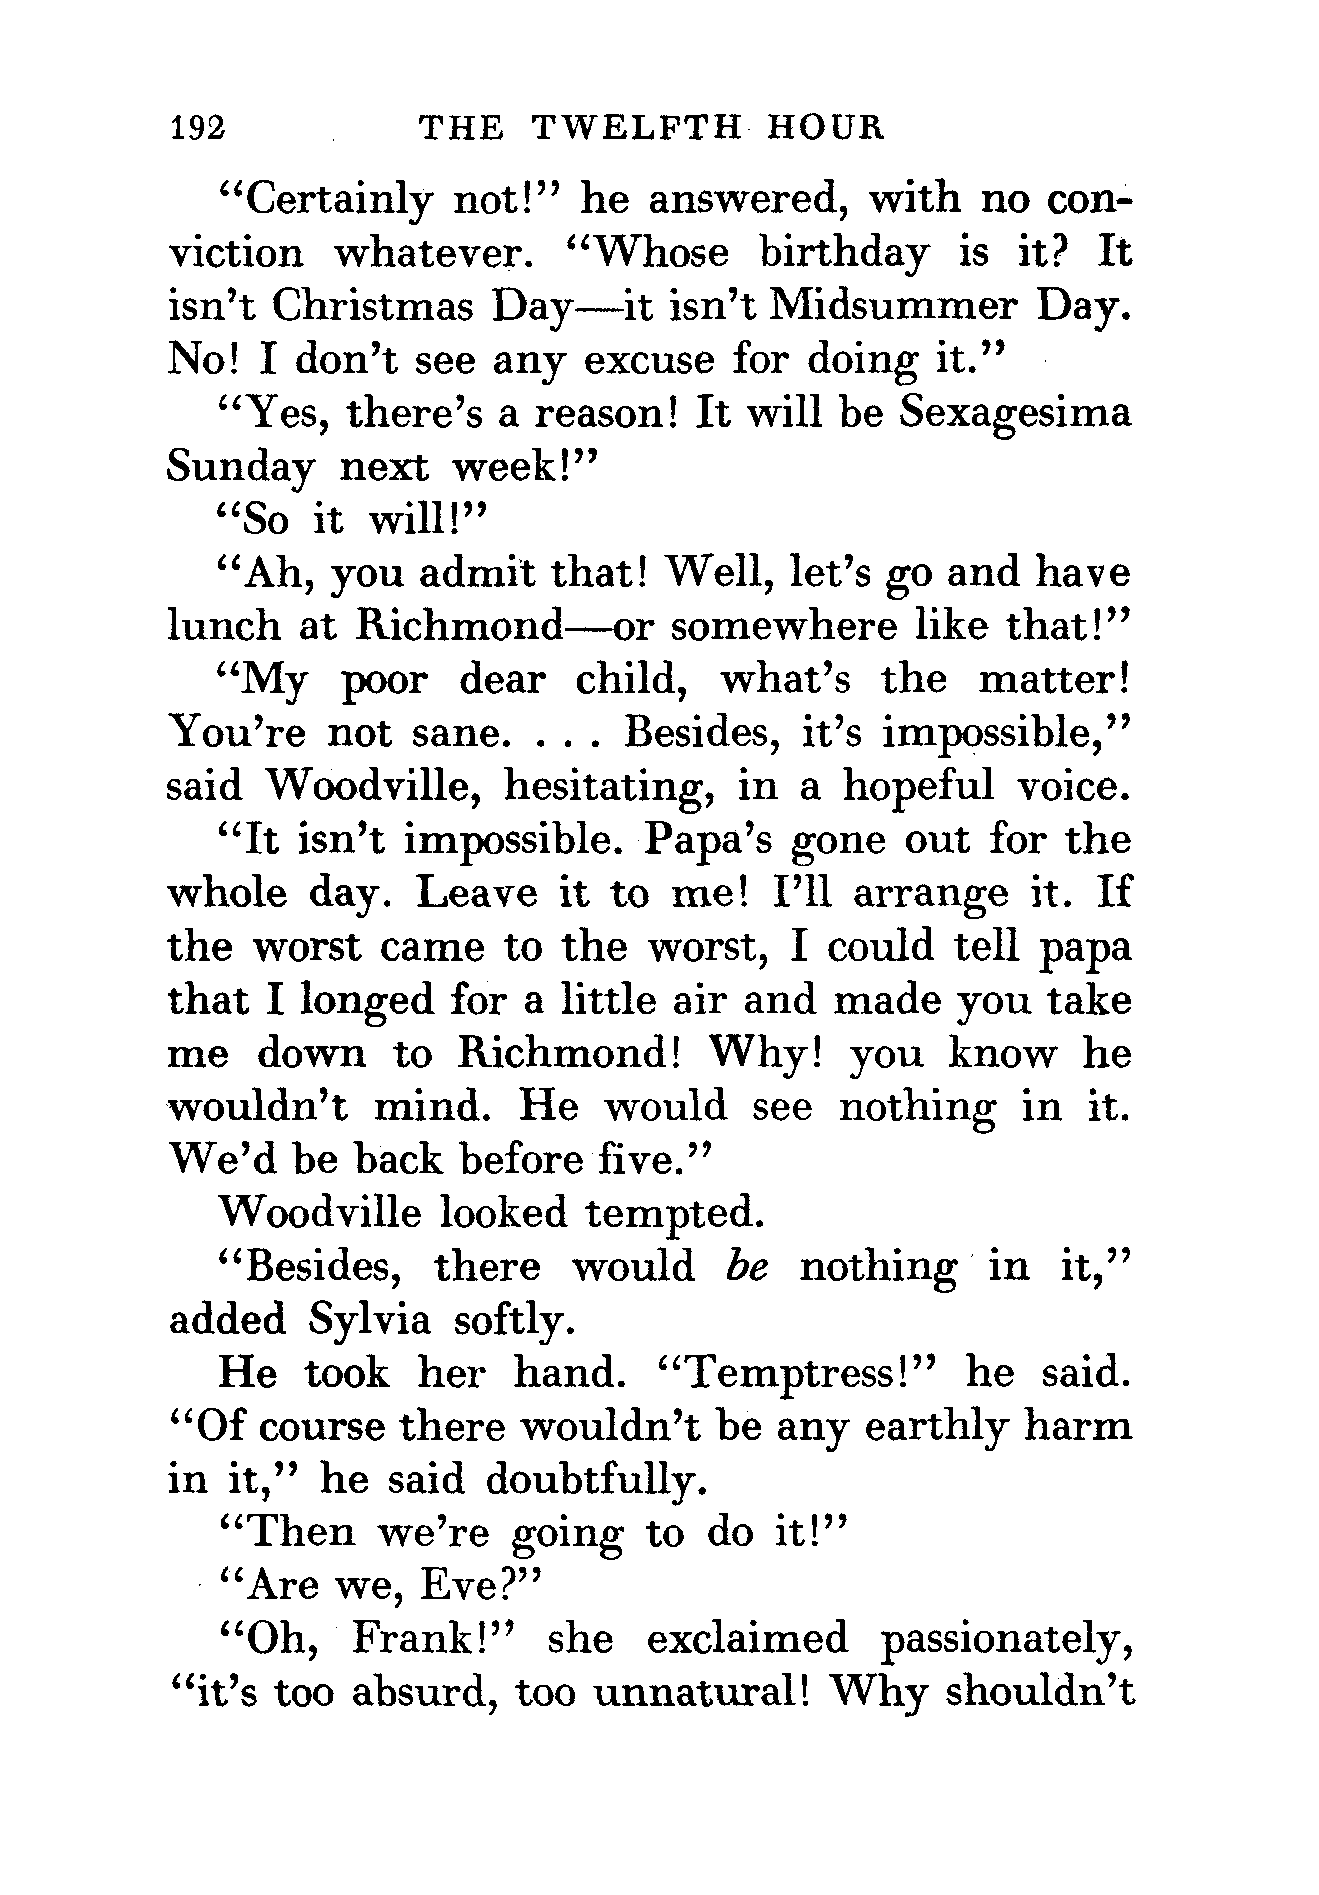 192 THE TWELFTH HOUR
“Certainly not!” he answered, with no con-
viction whatever. “Whose birthday is it? It
isn’t Christmas Day—it isn’t Midsummer Day.
No! I don’t see any excuse for doing it.”
“Yes, there’s a reason! It will be Sexagesima
Sunday next week!”
“So it will!”
“Ah, you admit that! Well, let’s go and have
lunch at Richmond—or somewhere like that!”
“My poor dear child, what’s the matter!
You’re not sane. . . . Besides, it’s impossible,”
said Woodville, hesitating, in a hopeful voice.
“It isn’t impossible. Papa’s gone out for the
whole day. Leave it to me! I’ll arrange it. If
the worst came to the worst, I could tell papa
that I longed for a little air and made you take
me down to Richmond! Why! you know he
wouldn’t mind. He would see nothing in it.
We’d be back before five.”
Woodville looked tempted.
“Besides, there would be nothing in it,”
added Sylvia softly.
He took her hand. “Temptress!” he said.
“Of course there wouldn’t be any earthly harm
in it,” he said doubtfully.
“Then we’re going to do it!”
“Are we, Eve?”
“Oh, Frank!” she exclaimed passionately,
“it’s too absurd, too unnatural! Why shouldn’t